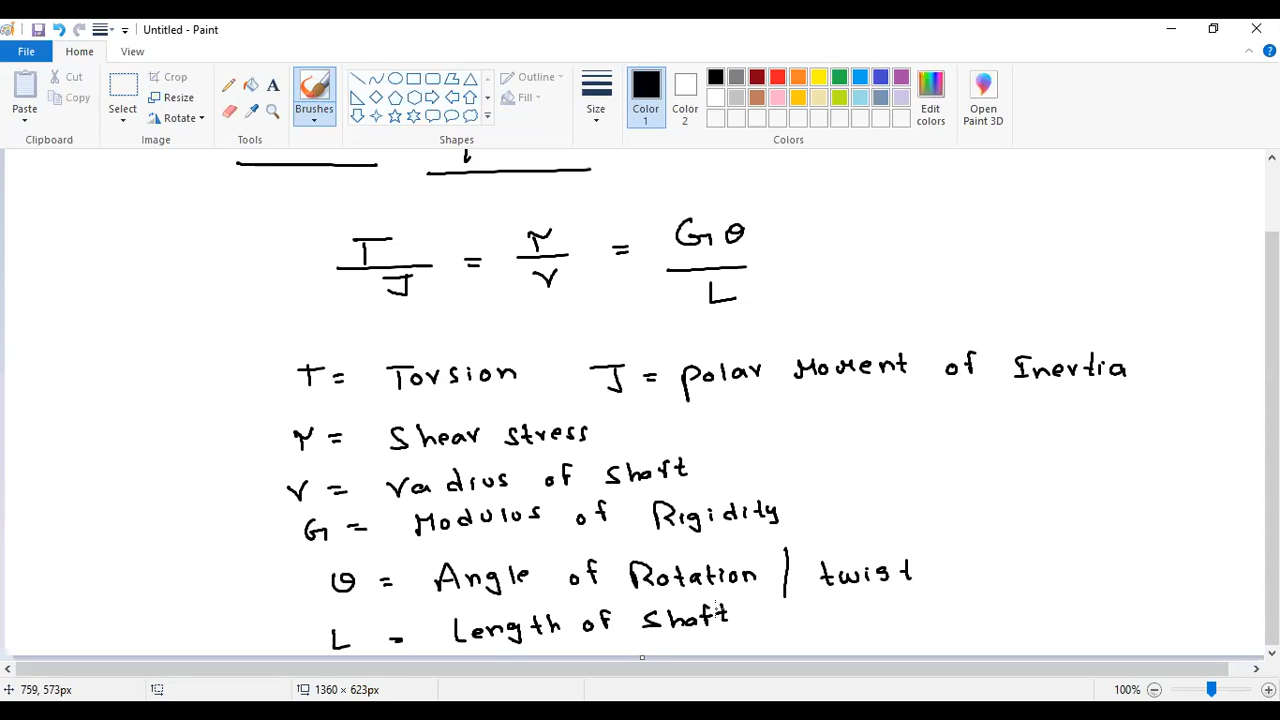 Untitled - Paint
File Home View
Paste Cut Copy Select Crop Resize Rotate Brushes Outline Fill Size Color 1 Color 2 Edit colors Open Paint 3D
Clipboard Image Tools Shapes Colors
T/J = τ/r = Gθ/L
T = Torsion J = polar Moment of Inertia
τ = Shear stress
r = radius of shaft
G = Modulus of Rigidity
θ = Angle of Rotation | twist
L = Length of shaft
759, 573px 1360 × 623px 100%